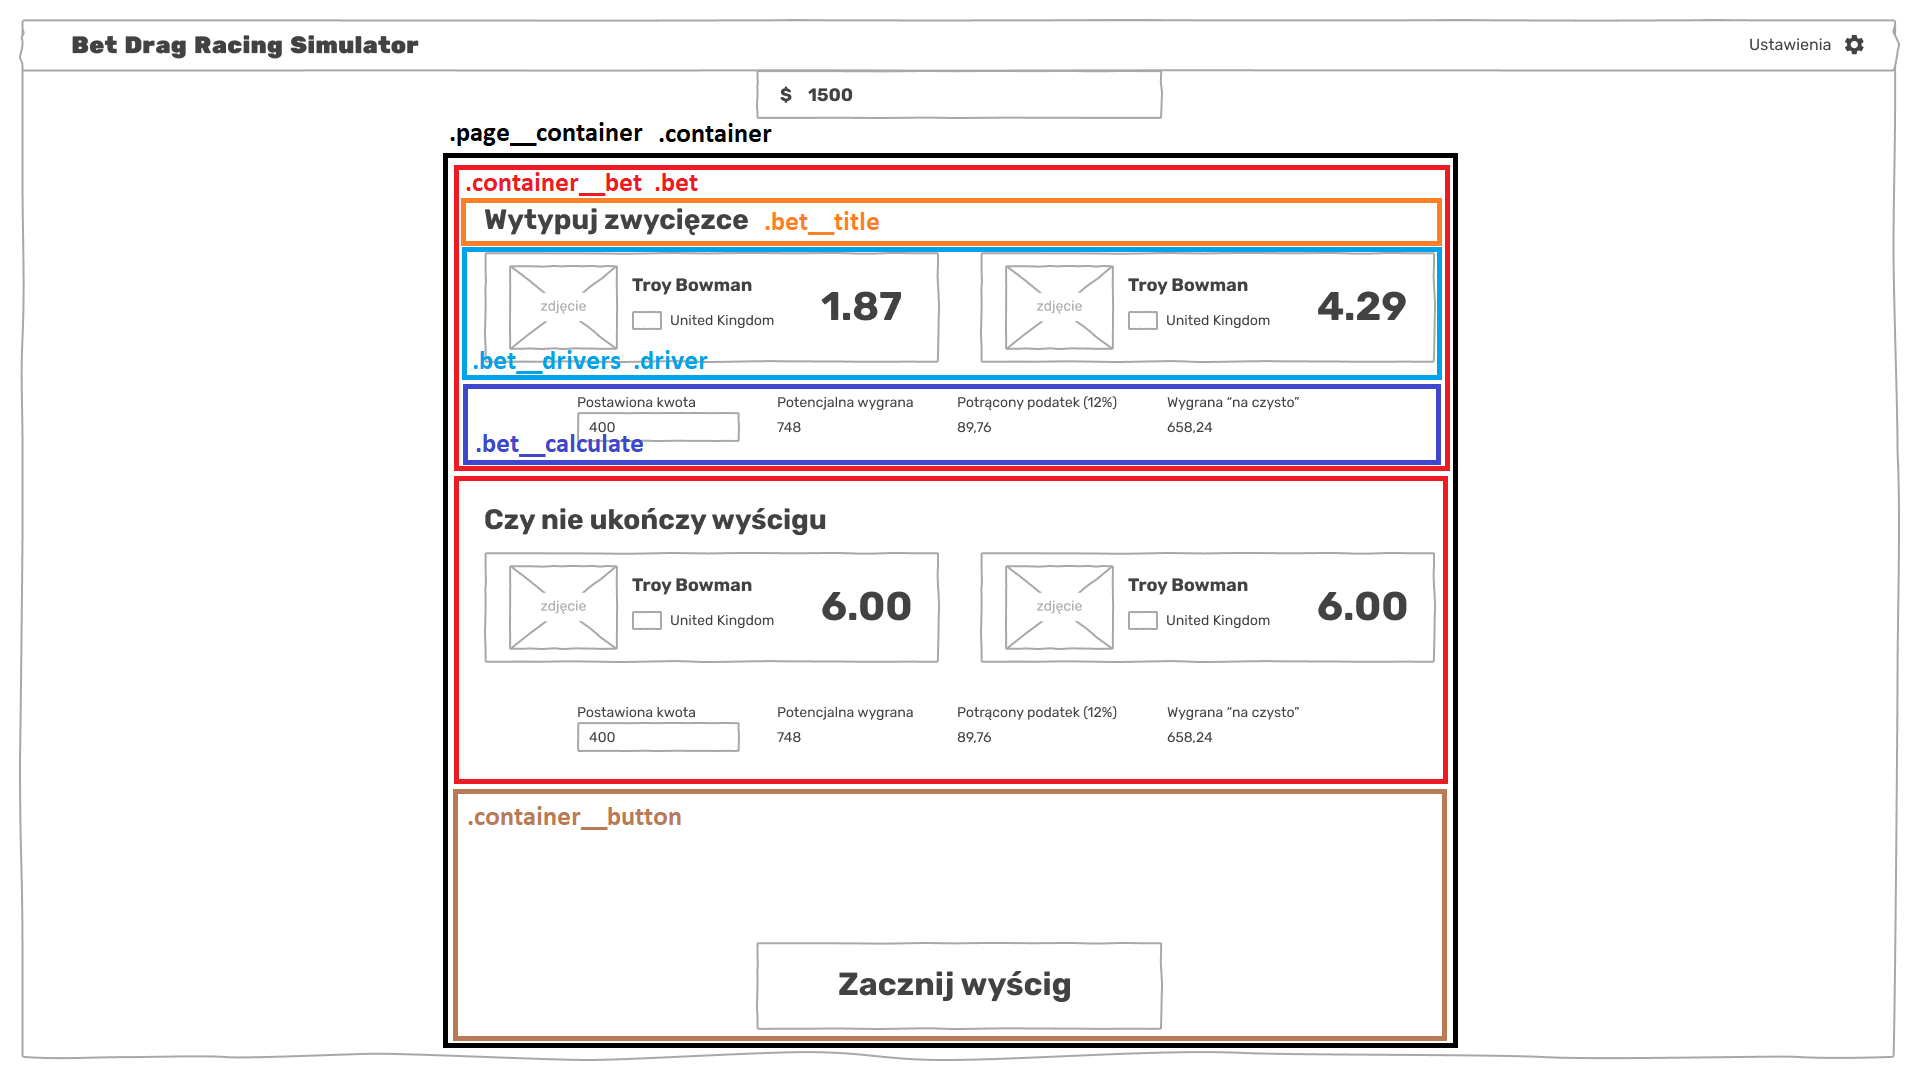 Bet Drag Racing Simulator Ustawienia
$ 1500
.page__container .container
.container__bet .bet
Wytypuj zwycięzce .bet__title
Troy Bowman Troy Bowman
zdjęcie 1.87 zdjęcie 4.29
United Kingdom United Kingdom
.bet__drivers .driver
Postawiona kwota Potencjalna wygrana Potrącony podatek (12%) Wygrana “na czysto”
400 748 89,76 658,24
.bet__calculate
Czy nie ukończy wyścigu
Troy Bowman Troy Bowman
zdjęcie 6.00 zdjęcie 6.00
United Kingdom United Kingdom
Postawiona kwota Potencjalna wygrana Potrącony podatek (12%) Wygrana “na czysto”
400 748 89,76 658,24
.container__button
Zacznij wyścig